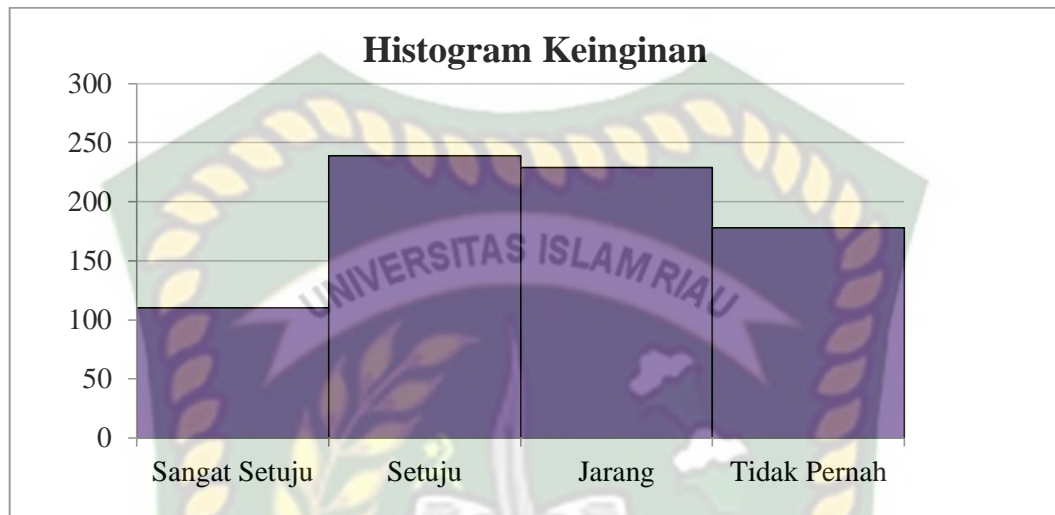 Histogram Keinginan
300
250
200
150
100
50
0
UNIVERSITAS ISLAM RIAU
Sangat Setuju Setuju Jarang Tidak Pernah